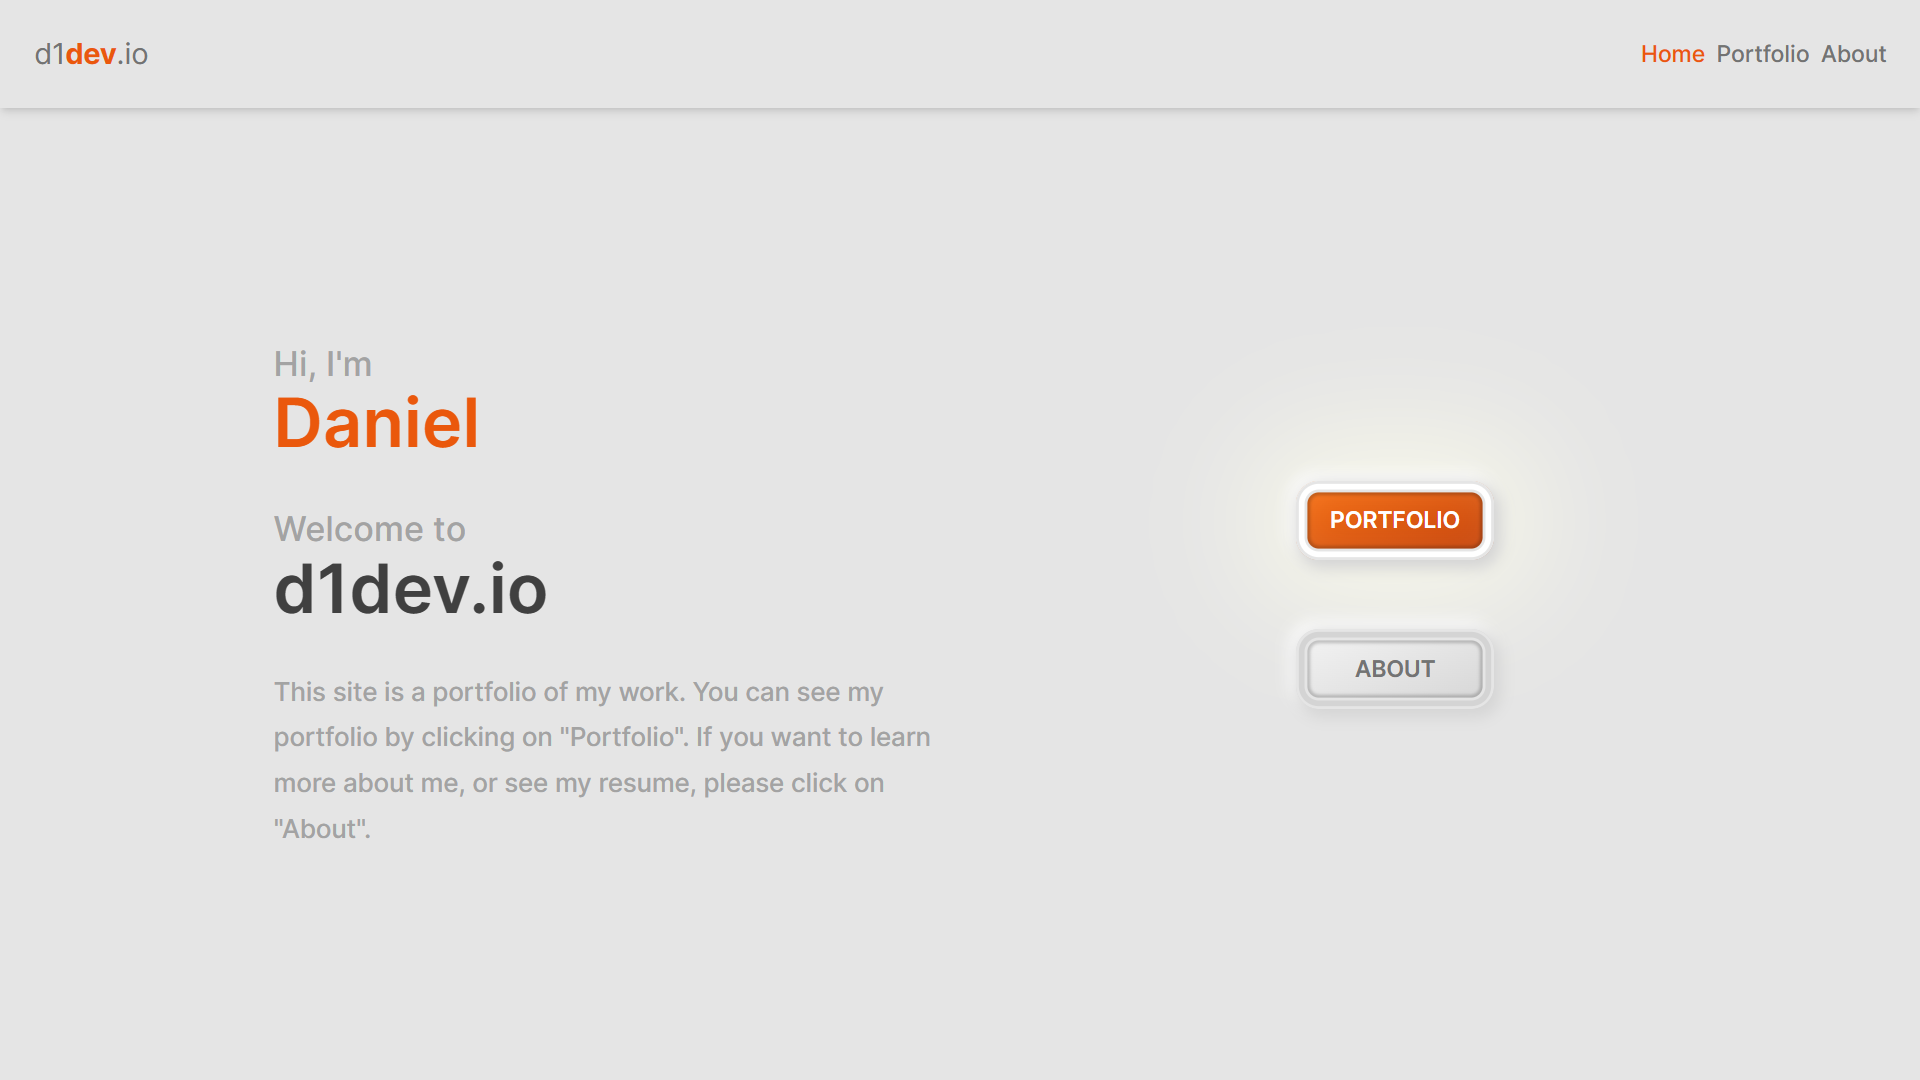 d1dev.io
Home Portfolio About
Hi, I'm
Daniel
Welcome to
d1dev.io
This site is a portfolio of my work. You can see my
portfolio by clicking on "Portfolio". If you want to learn
more about me, or see my resume, please click on
"About".
PORTFOLIO
ABOUT